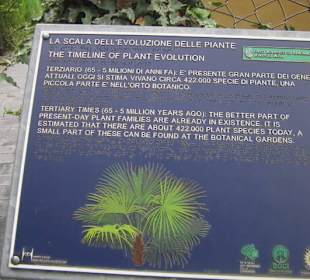 LA SCALA DELL'EVOLUZIONE DELLE PIANTE
THE TIMELINE OF PLANT EVOLUTION
TERZIARIO (65 - 5 MILIONI DI ANNI FA): E' PRESENTE GRAN PARTE DEI GENERI
ATTUALI. OGGI SI STIMA VIVANO CIRCA 422.000 SPECIE DI PIANTE, UNA
PICCOLA PARTE E' NELL'ORTO BOTANICO.
TERTIARY TIMES (65 - 5 MILLION YEARS AGO): THE BETTER PART OF
PRESENT-DAY PLANT FAMILIES ARE ALREADY IN EXISTENCE. IT IS
ESTIMATED THAT THERE ARE ABOUT 422.000 PLANT SPECIES TODAY, A
SMALL PART OF THESE CAN BE FOUND AT THE BOTANICAL GARDENS.
BGCI